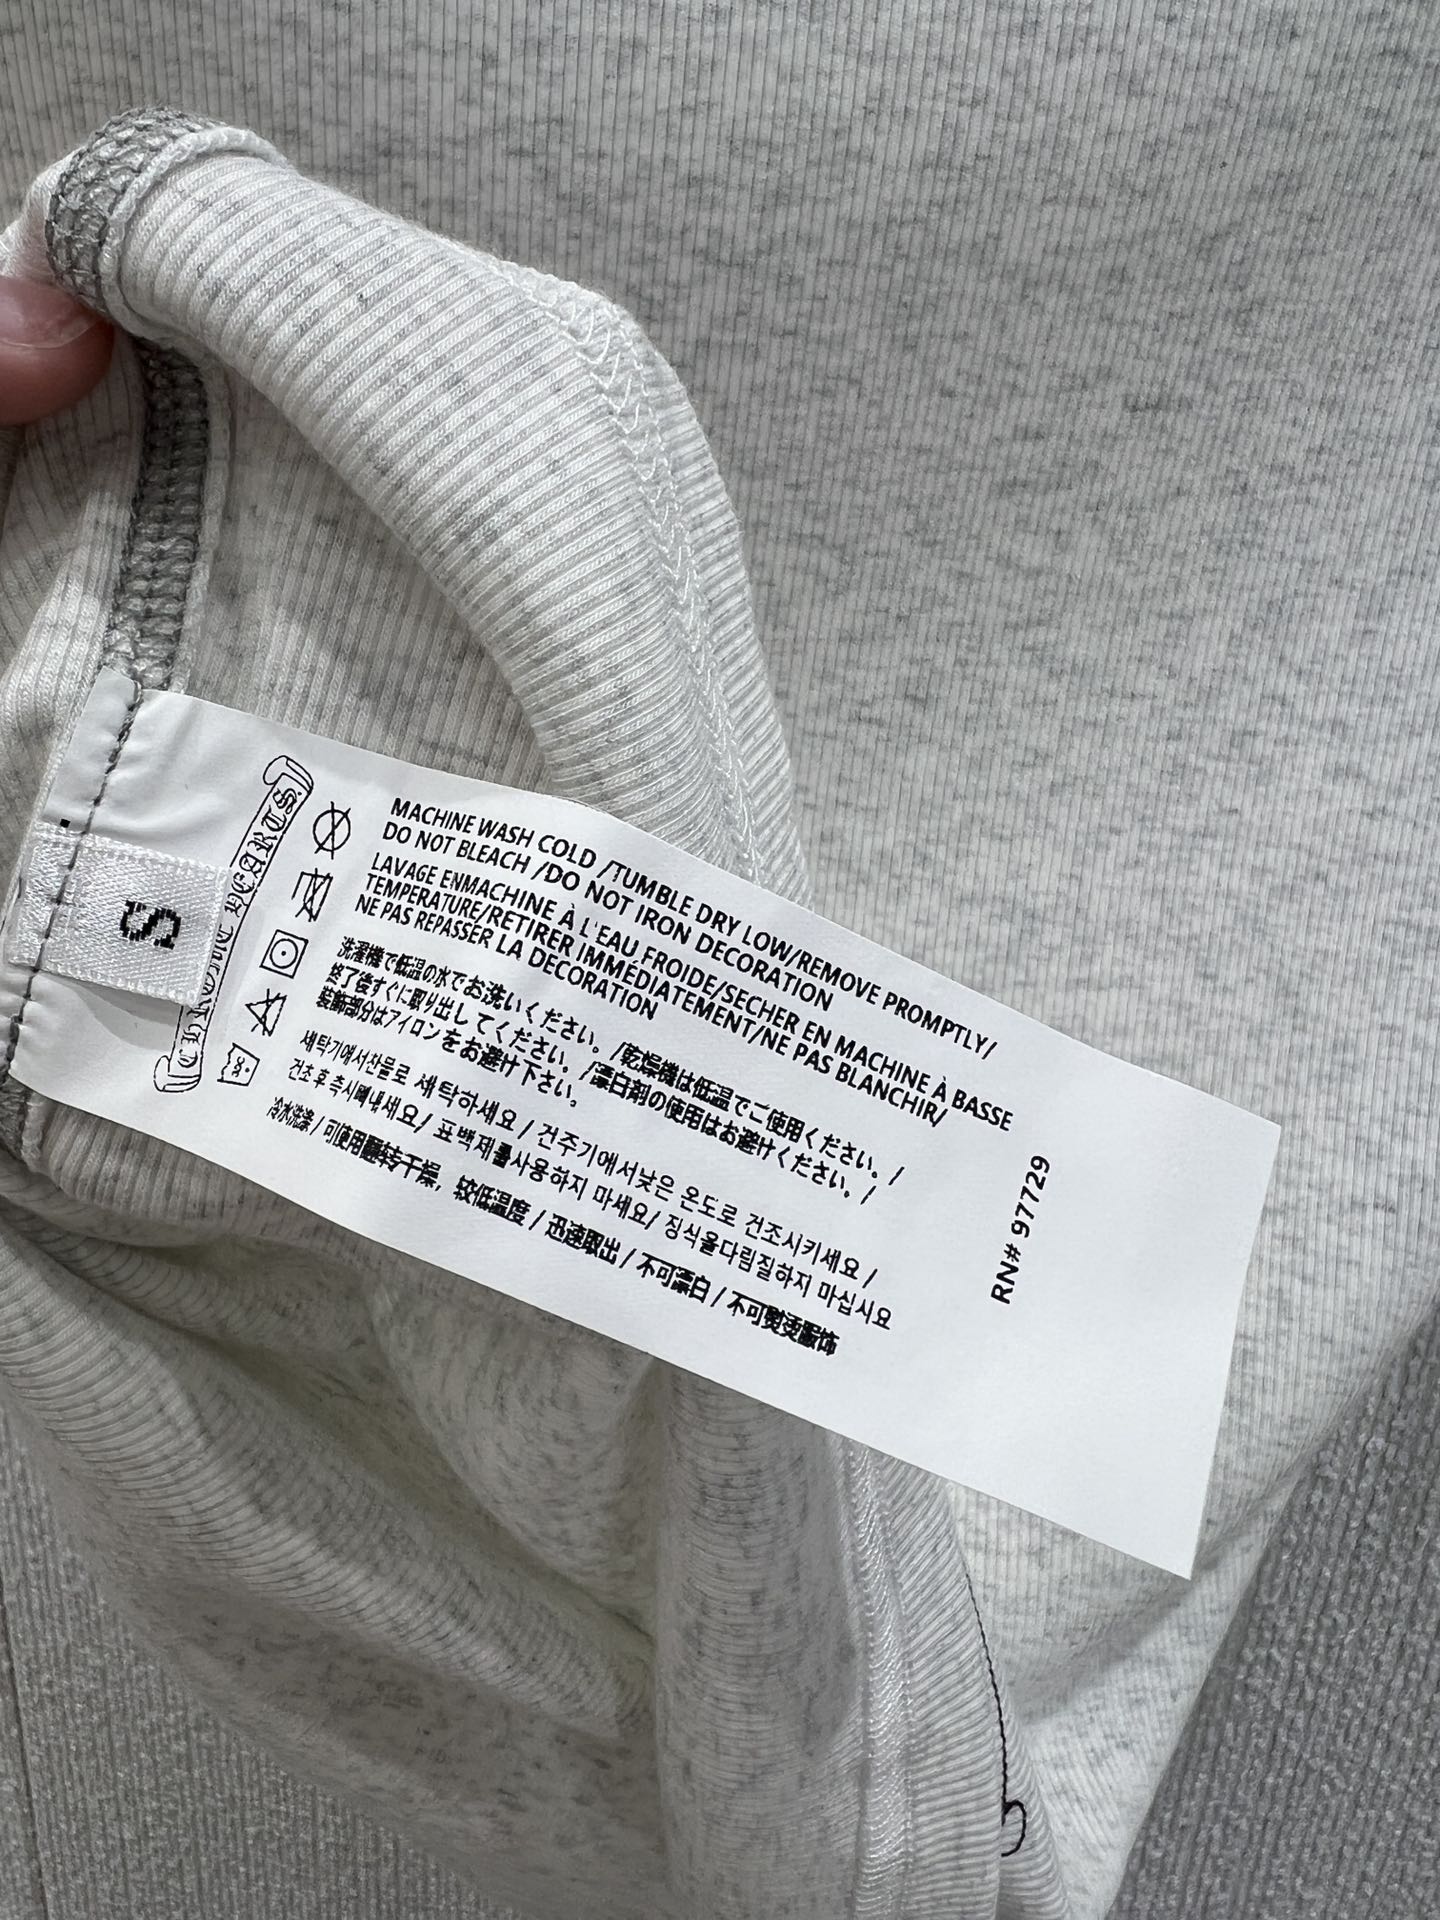 S
CHROME HEARTS
MACHINE WASH COLD /TUMBLE DRY LOW/REMOVE PROMPTLY/
DO NOT BLEACH /DO NOT IRON DECORATION
LAVAGE ENMACHINE À L'EAU FROIDE/SECHER EN MACHINE À BASSE
TEMPERATURE/RETIRER IMMÉDIATEMENT/NE PAS BLANCHIR/
NE PAS REPASSER LA DECORATION
洗濯機で低温の水でお洗いください。/乾燥機は低温でご使用ください。/
終了後すぐに取り出してください。/漂白剤の使用はお避けください。/
装飾部分はアイロンをお避け下さい。
세탁기에서찬물로 세탁하세요 / 건주기에서낮은 온도로 건조시키세요 /
건초후즉시빼내세요/ 표백제를사용하지 마세요/ 징식을다림질하지 마십시요
冷水洗涤 / 可使用翻转干燥，较低温度 / 迅速取出 / 不可漂白 / 不可熨烫服饰
RN# 97729